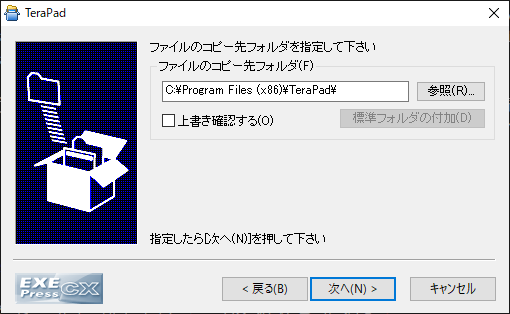 TeraPad
ファイルのコピー先フォルダを指定して下さい
ファイルのコピー先フォルダ(F)
C:¥Program Files (x86)¥TeraPad¥
参照(R)...
上書き確認する(O)
標準フォルダの付加(D)
指定したら[次へ(N)]を押して下さい
EXE
Press CX
< 戻る(B)
次へ(N) >
キャンセル